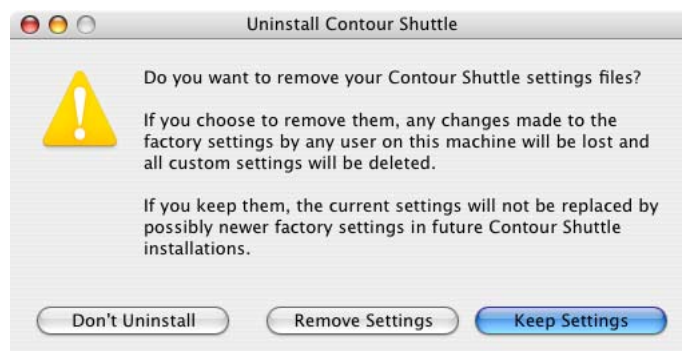 Uninstall Contour Shuttle
Do you want to remove your Contour Shuttle settings files?
If you choose to remove them, any changes made to the
factory settings by any user on this machine will be lost and
all custom settings will be deleted.
If you keep them, the current settings will not be replaced by
possibly newer factory settings in future Contour Shuttle
installations.
Don't Uninstall Remove Settings Keep Settings